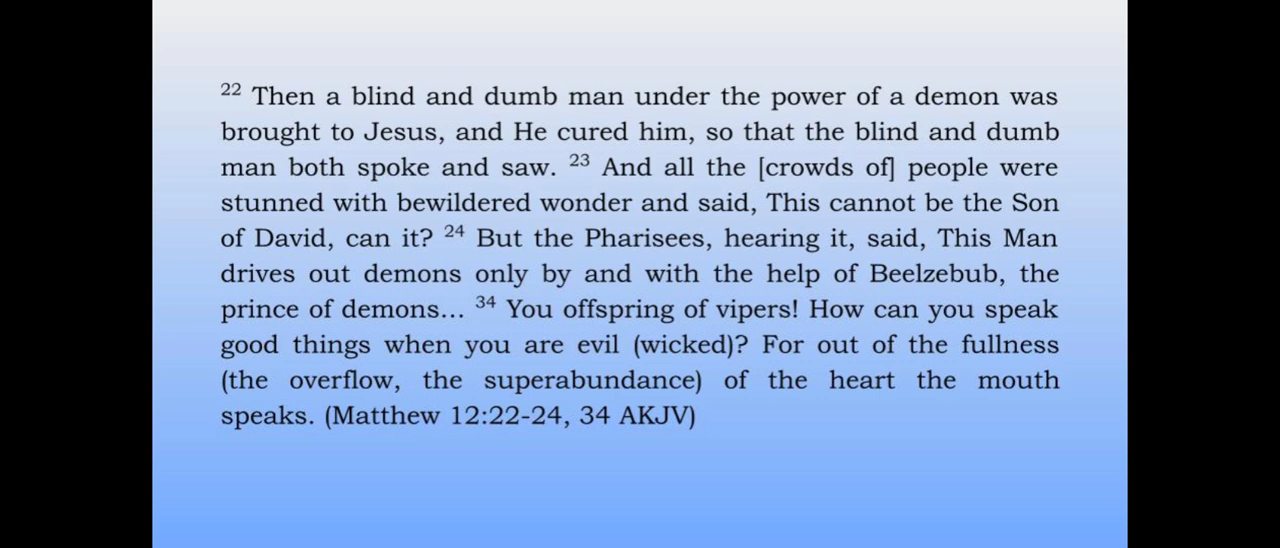 22 Then a blind and dumb man under the power of a demon was
brought to Jesus, and He cured him, so that the blind and dumb
man both spoke and saw. 23 And all the [crowds of] people were
stunned with bewildered wonder and said, This cannot be the Son
of David, can it? 24 But the Pharisees, hearing it, said, This Man
drives out demons only by and with the help of Beelzebub, the
prince of demons... 34 You offspring of vipers! How can you speak
good things when you are evil (wicked)? For out of the fullness
(the overflow, the superabundance) of the heart the mouth
speaks. (Matthew 12:22-24, 34 AKJV)